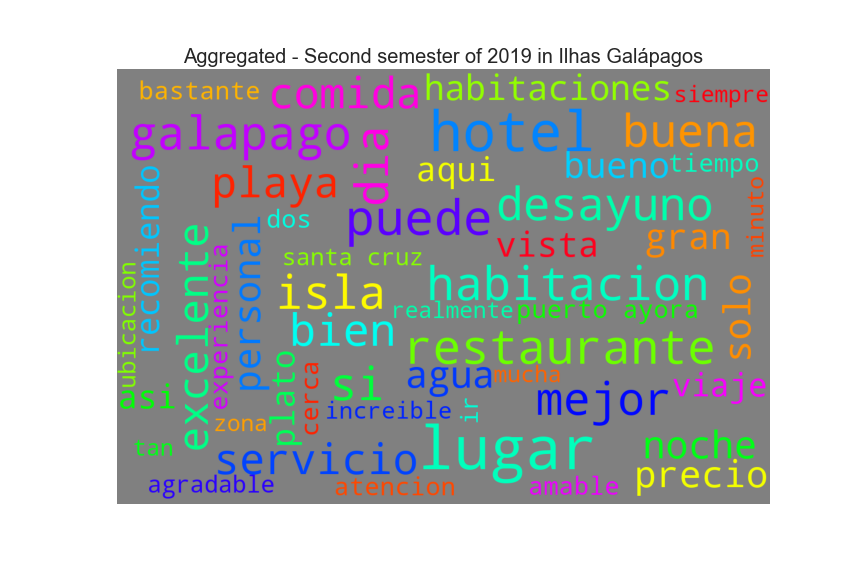 Aggregated - Second semester of 2019 in Ilhas Galápagos
bastante
comida
habitaciones
siempre
galapago
dia
hotel
buena
aqui
bueno
tiempo
playa
recomiendo
dos
puede
desayuno
minuto
personal
excelente
experiencia
santa cruz
vista
gran
ubicacion
isla
habitacion
solo
realmente
puerto ayora
bien
restaurante
plato
cerca
si
agua
mucha
mejor
viaje
asi
increible
ir
zona
tan
servicio
lugar
noche
precio
agradable
atencion
amable